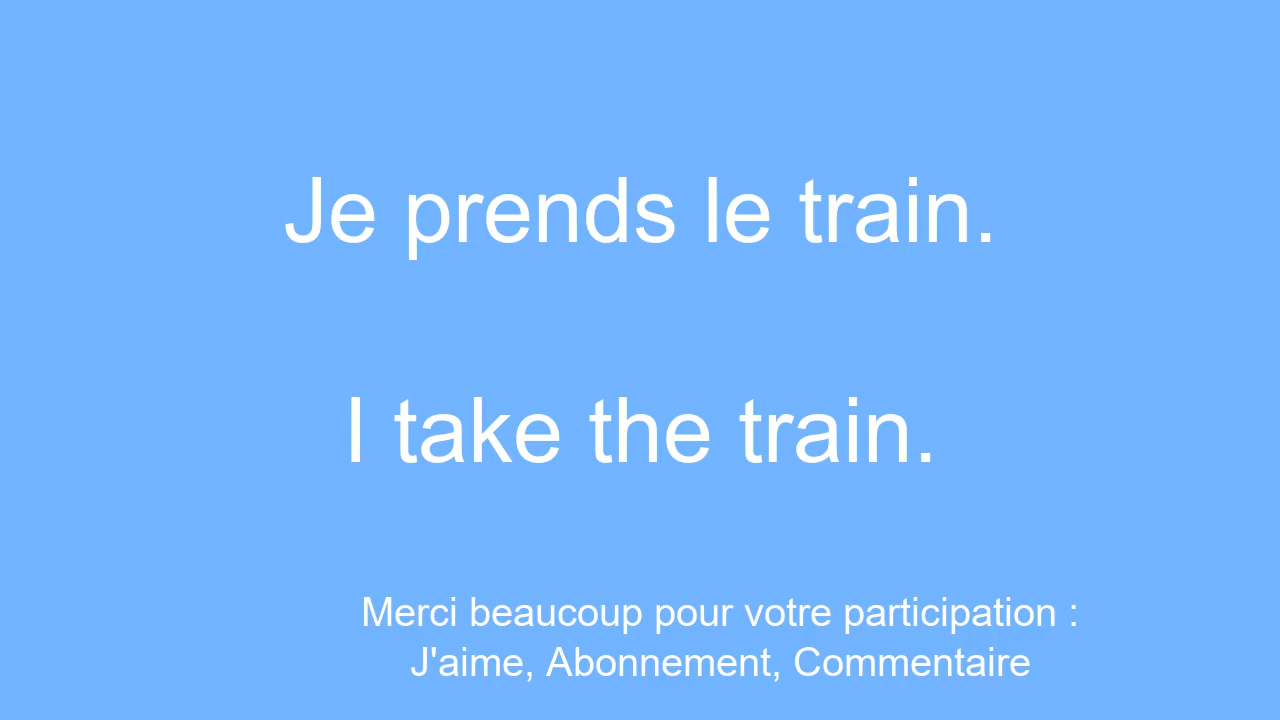 Je prends le train.
I take the train.
Merci beaucoup pour votre participation :
J'aime, Abonnement, Commentaire